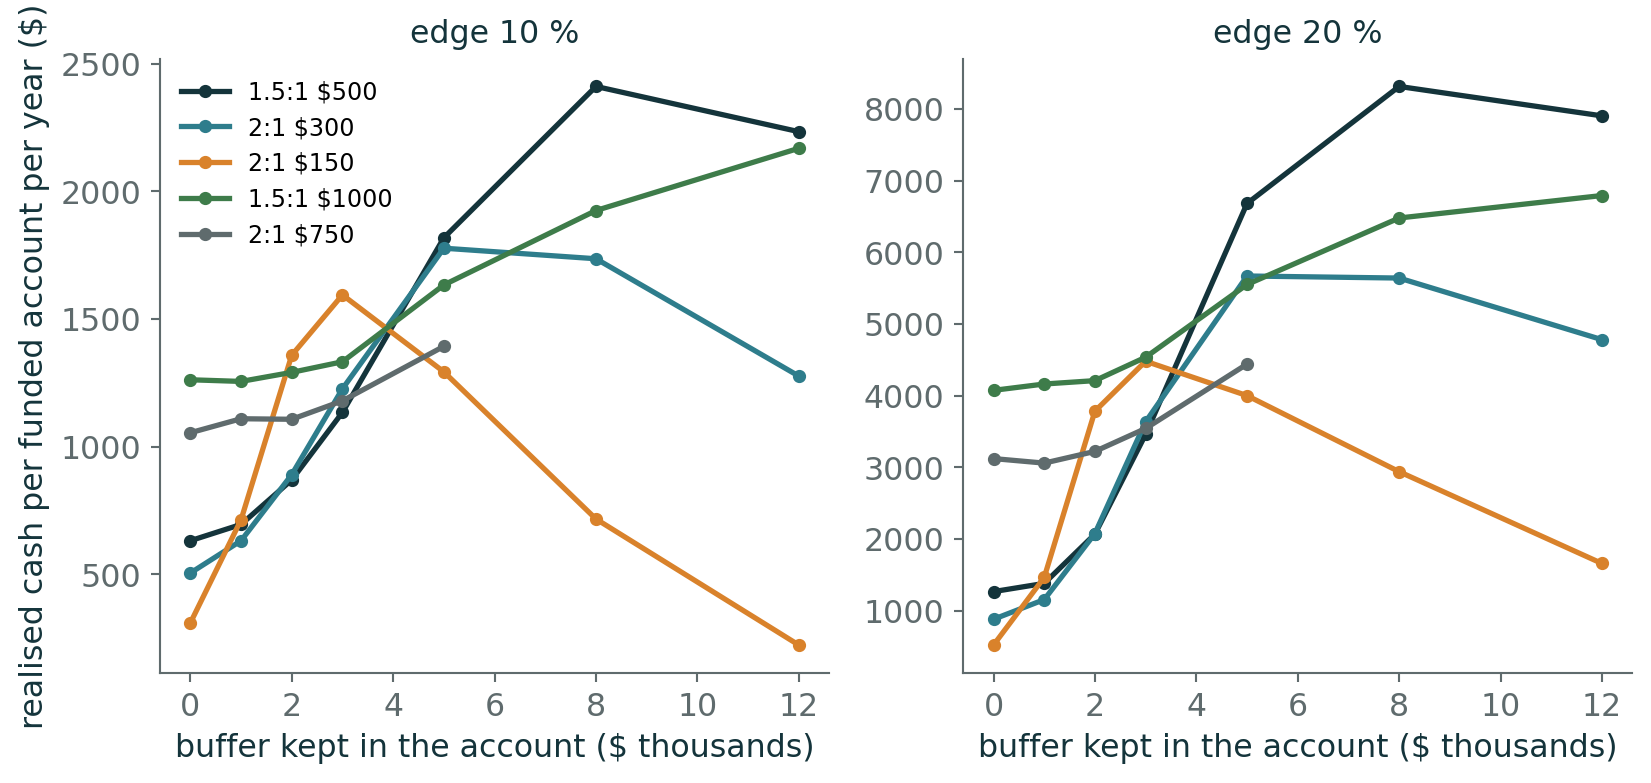 edge 10 %
edge 20 %
realised cash per funded account per year ($)
2500
2000
1500
1000
500
1.5:1 $500
2:1 $300
2:1 $150
1.5:1 $1000
2:1 $750
0 2 4 6 8 10 12
buffer kept in the account ($ thousands)
8000
7000
6000
5000
4000
3000
2000
1000
0 2 4 6 8 10 12
buffer kept in the account ($ thousands)